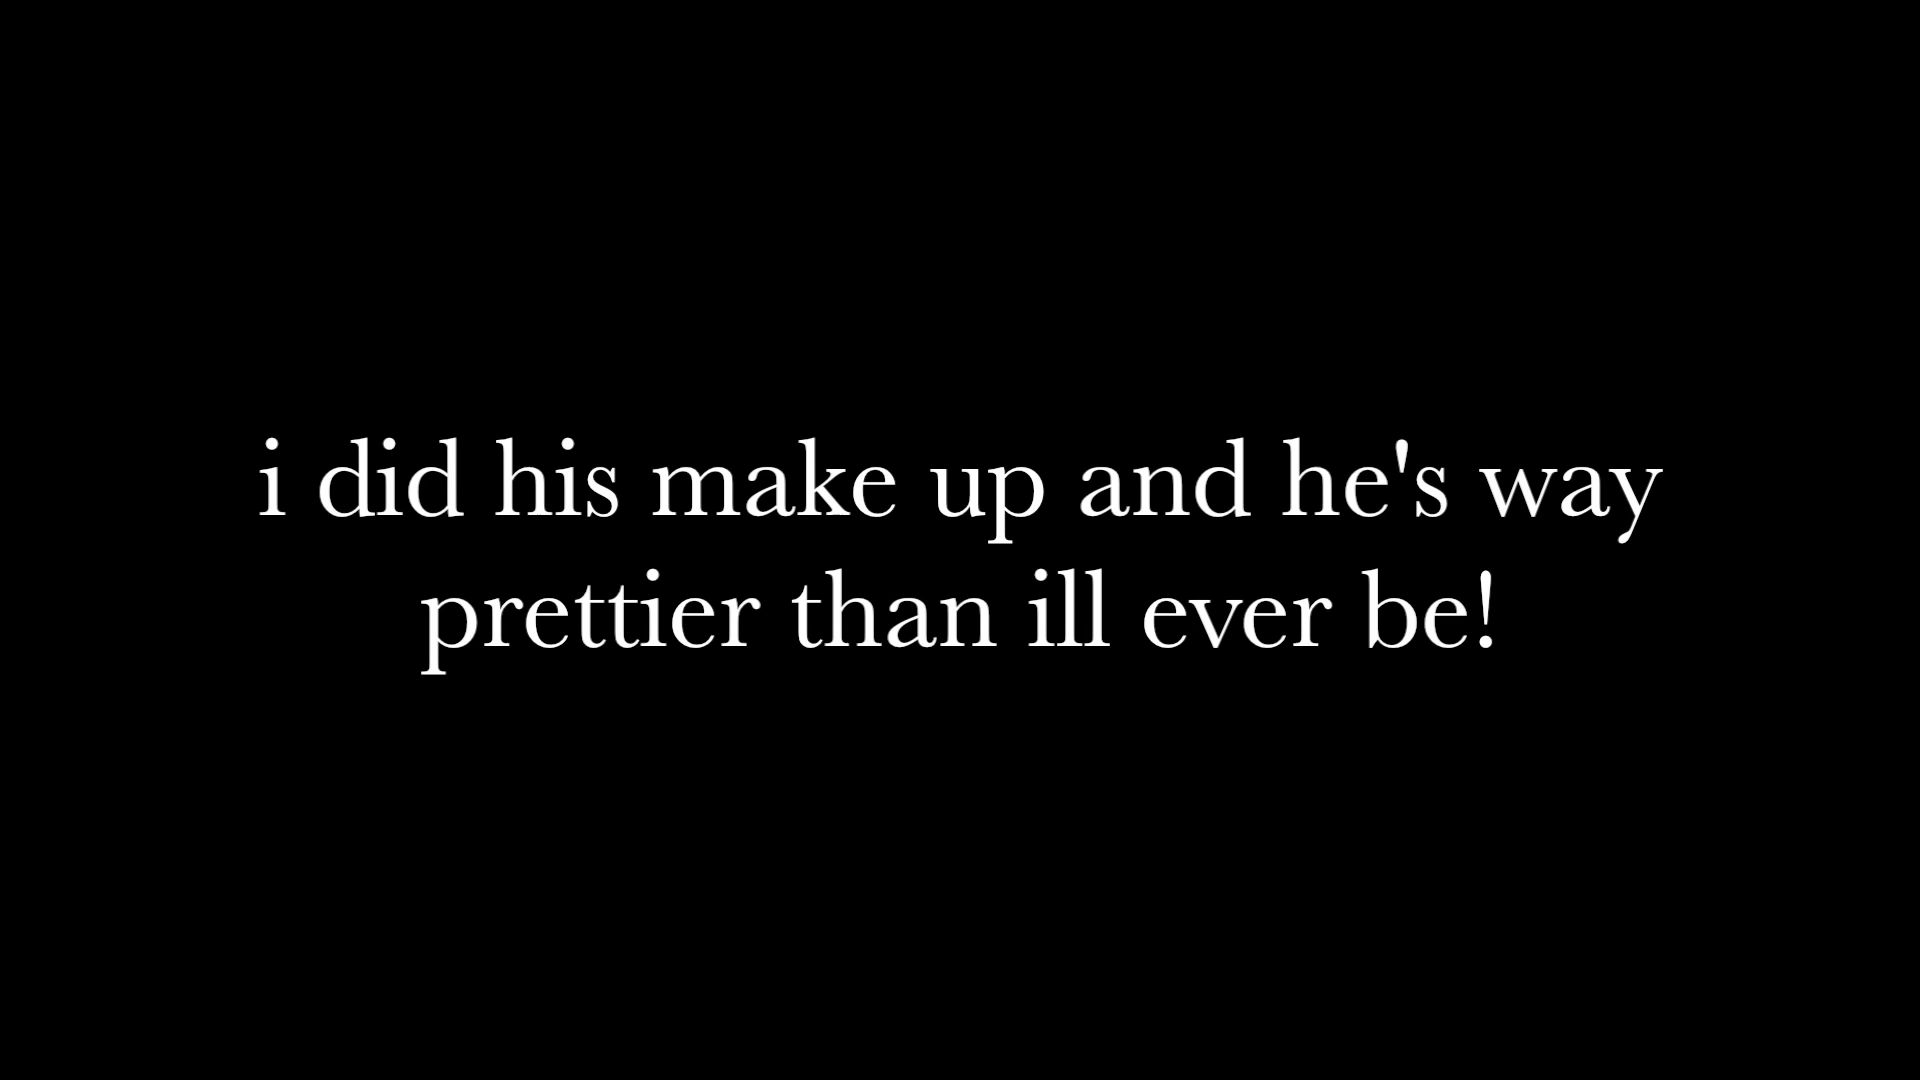 i did his make up and he's way
prettier than ill ever be!